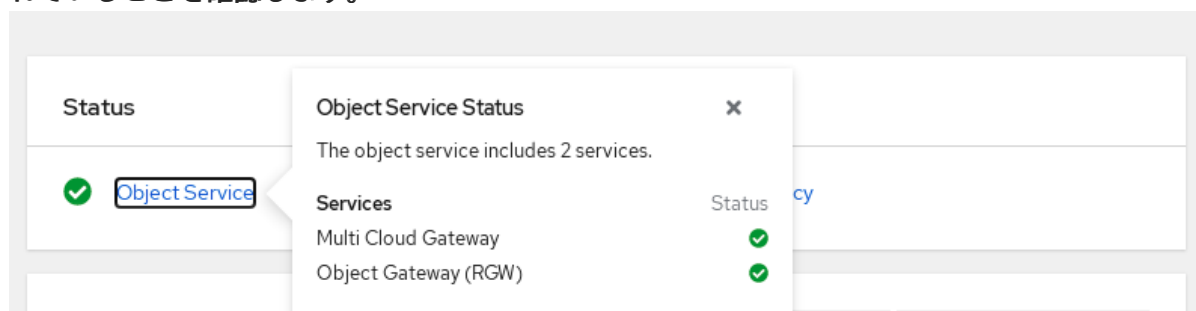 Status
Object Service Status
The object service includes 2 services.
Object Service
cy
Services Status
Multi Cloud Gateway
Object Gateway (RGW)